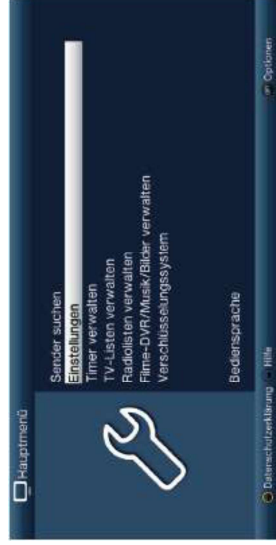 Hauptmenü
Sender suchen
Einstellungen
Timer verwalten
TV-Listen verwalten
Radiolisten verwalten
Filme-DVR/Musik/Bilder verwalten
Verschlüsselungssystem
Bediensprache
Datenschutzerklärung Hilfe Optionen